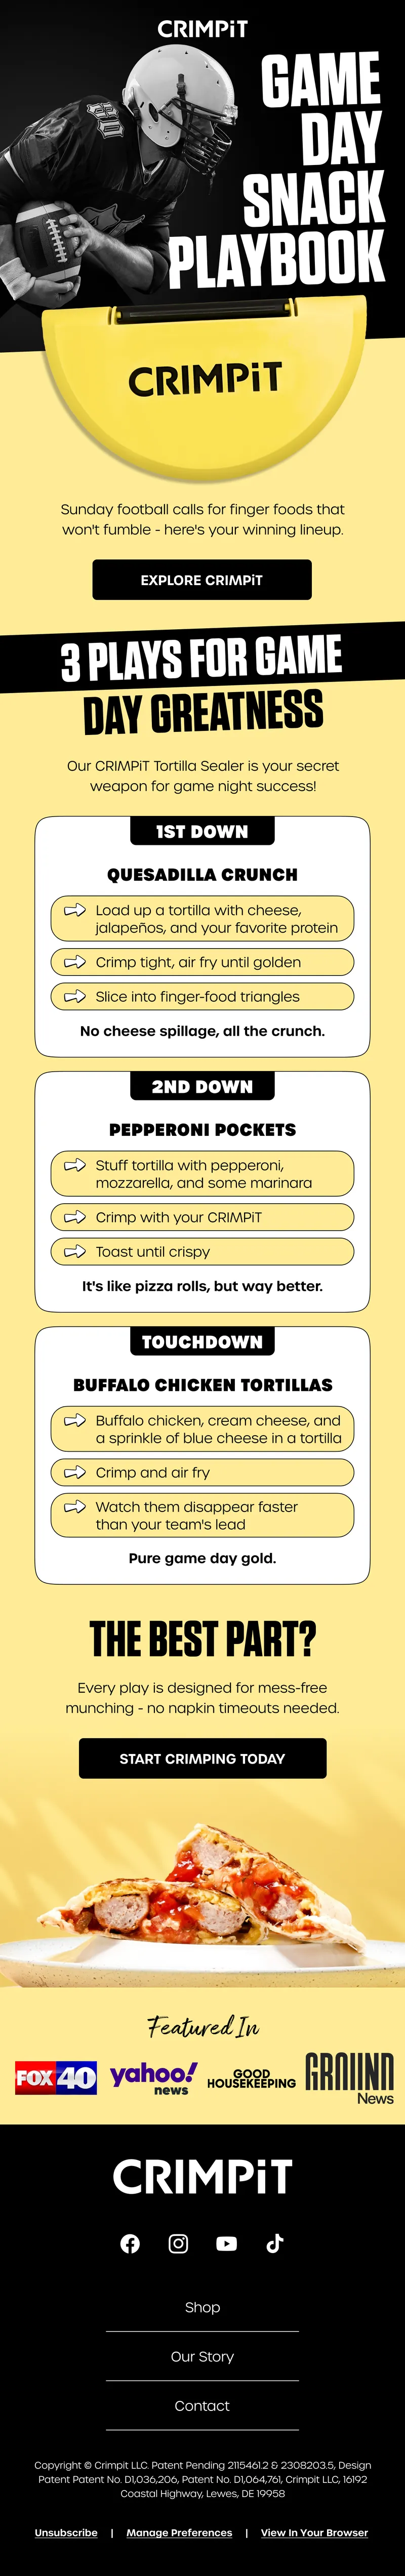 CRIMPiT
GAME
DAY
SNACK
PLAYBOOK
CRIMPiT
Sunday football calls for finger foods that
won't fumble - here's your winning lineup.
EXPLORE CRIMPiT
3 PLAYS FOR GAME
DAY GREATNESS
Our CRIMPiT Tortilla Sealer is your secret
weapon for game night success!
1ST DOWN
QUESADILLA CRUNCH
Load up a tortilla with cheese,
jalapeños, and your favorite protein
Crimp tight, air fry until golden
Slice into finger-food triangles
No cheese spillage, all the crunch.
2ND DOWN
PEPPERONI POCKETS
Stuff tortilla with pepperoni,
mozzarella, and some marinara
Crimp with your CRIMPiT
Toast until crispy
It's like pizza rolls, but way better.
TOUCHDOWN
BUFFALO CHICKEN TORTILLAS
Buffalo chicken, cream cheese, and
a sprinkle of blue cheese in a tortilla
Crimp and air fry
Watch them disappear faster
than your team's lead
Pure game day gold.
THE BEST PART?
Every play is designed for mess-free
munching - no napkin timeouts needed.
START CRIMPING TODAY
Featured In
FOX 40
yahoo!
news
GOOD
HOUSEKEEPING
GROUND
News
CRIMPiT
Shop
Our Story
Contact
Copyright © Crimpit LLC. Patent Pending 2115461.2 & 2308203.5, Design
Patent Patent No. D1,036,206, Patent No. D1,064,761, Crimpit LLC, 16192
Coastal Highway, Lewes, DE 19958
Unsubscribe | Manage Preferences | View In Your Browser